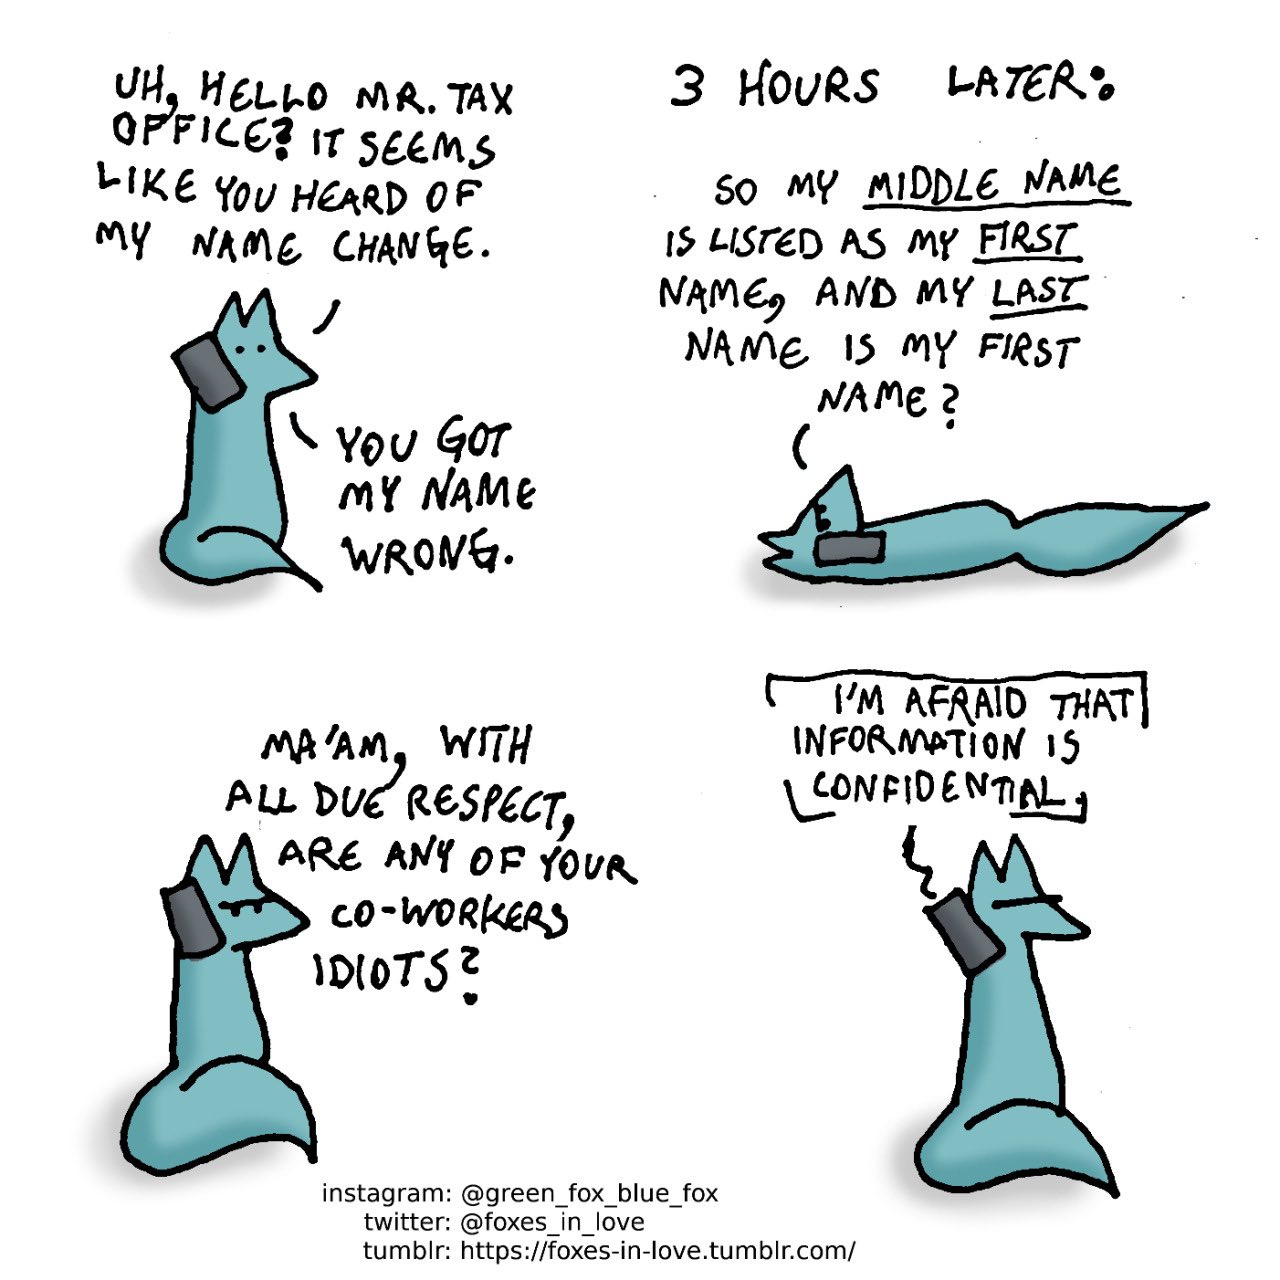 UH, HELLO MR. TAX
OFFICE? IT SEEMS
LIKE YOU HEARD OF
MY NAME CHANGE.
YOU GOT
MY NAME
WRONG.
3 HOURS LATER:
SO MY MIDDLE NAME
IS LISTED AS MY FIRST
NAME, AND MY LAST
NAME IS MY FIRST
NAME?
MA'AM, WITH
ALL DUE RESPECT,
ARE ANY OF YOUR
CO-WORKERS
IDIOTS?
I'M AFRAID THAT
INFORMATION IS
CONFIDENTIAL.
instagram: @green_fox_blue_fox
twitter: @foxes_in_love
tumblr: https://foxes-in-love.tumblr.com/